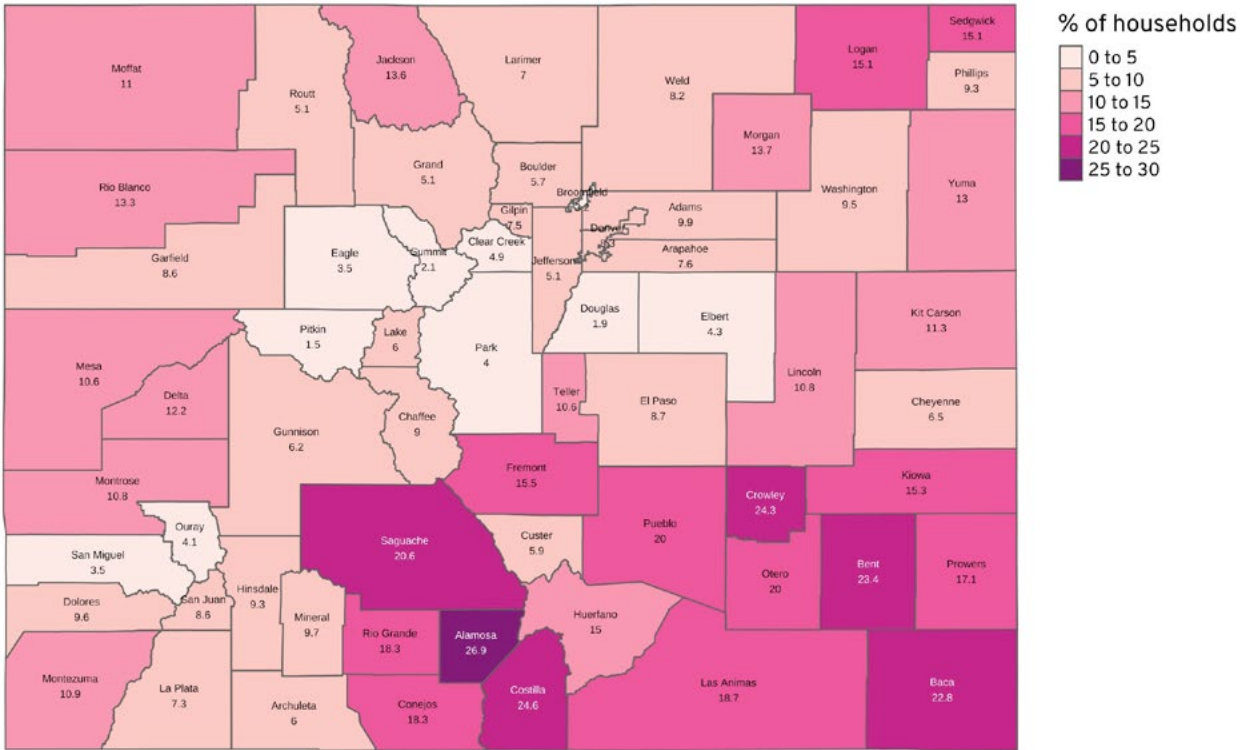 % of households
0 to 5
5 to 10
10 to 15
15 to 20
20 to 25
25 to 30
Moffat
11
Routt
5.1
Jackson
13.6
Larimer
7
Weld
8.2
Logan
15.1
Sedgwick
15.1
Phillips
9.3
Morgan
13.7
Rio Blanco
13.3
Grand
5.1
Boulder
5.7
Broomfield
Washington
9.5
Yuma
13
Gilpin
7.5
Adams
9.9
Garfield
8.6
Eagle
3.5
Summit
2.1
Clear Creek
4.9
Jefferson
5.1
Denver
Arapahoe
7.6
Pitkin
1.5
Lake
6
Park
4
Douglas
1.9
Elbert
4.3
Kit Carson
11.3
Mesa
10.6
Delta
12.2
Lincoln
10.8
Teller
10.6
El Paso
8.7
Cheyenne
6.5
Gunnison
6.2
Chaffee
9
Montrose
10.8
Fremont
15.5
Kiowa
15.3
Crowley
24.3
Ouray
4.1
Saguache
20.6
Custer
5.9
Pueblo
20
San Miguel
3.5
Otero
20
Bent
23.4
Prowers
17.1
Dolores
9.6
San Juan
8.6
Hinsdale
9.3
Mineral
9.7
Rio Grande
18.3
Alamosa
26.9
Huerfano
15
Montezuma
10.9
La Plata
7.3
Archuleta
6
Conejos
18.3
Costilla
24.6
Las Animas
18.7
Baca
22.8